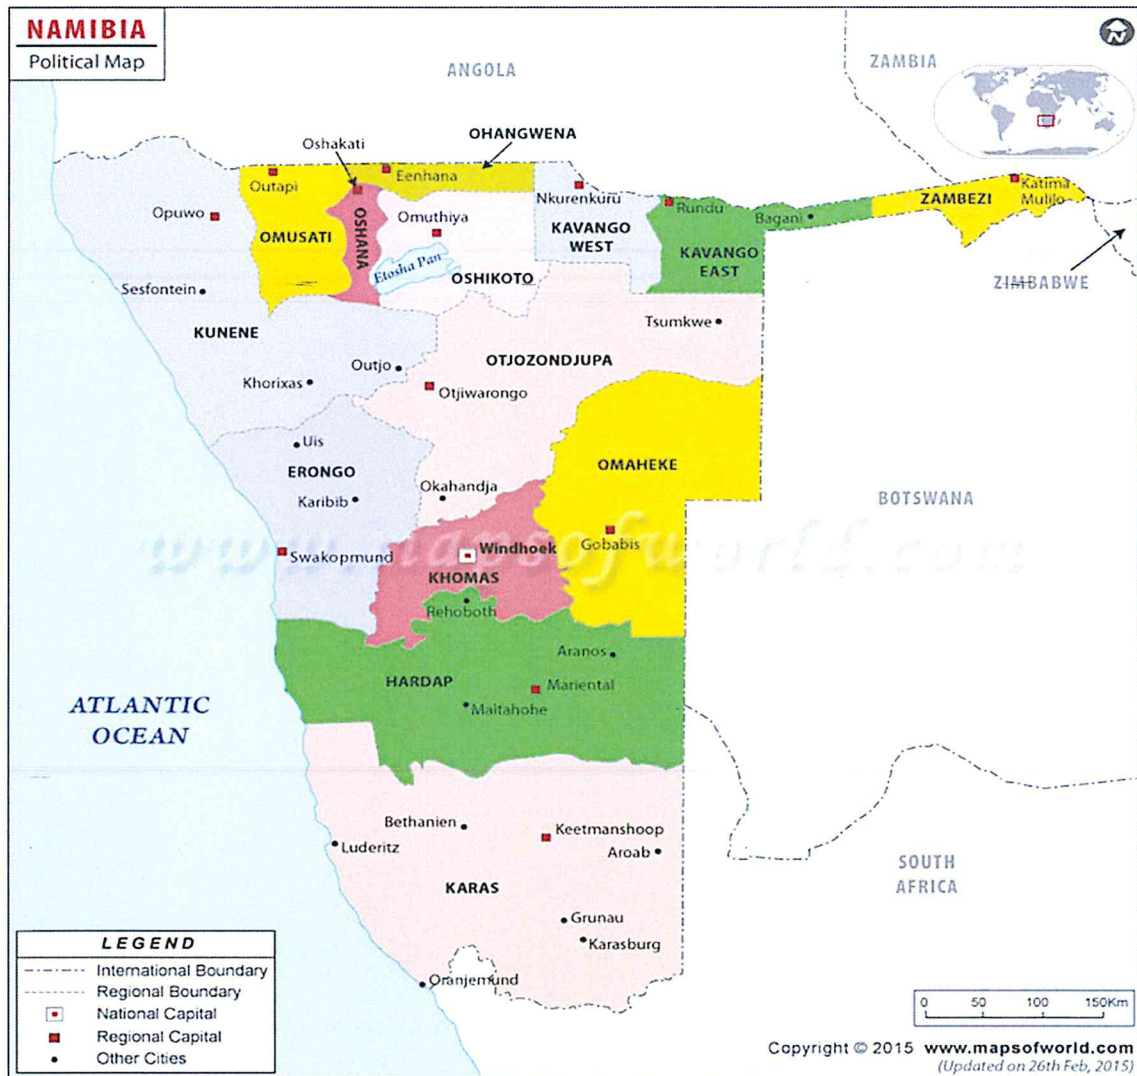 NAMIBIA
Political Map
N
ANGOLA
ZAMBIA
OHANGWENA
Oshakati
Outapi
Eenhana
Nkurenkuru
Rundu
Bagani
ZAMBEZI
Katima
Mulilo
Opuwo
OMUSATI
OSHANA
Omuthiya
KAVANGO
WEST
KAVANGO
EAST
Etosha Pan
OSHIKOTO
ZIMBABWE
Sesfontein
KUNENE
Tsumkwe
OTJOZONDJUPA
Outjo
Khorixas
Otjiwarongo
Uis
ERONGO
Karibib
Okahandja
OMAHEKE
BOTSWANA
www.mapsofworld.com
Swakopmund
Windhoek
Gobabis
KHOMAS
Rehoboth
Aranos
HARDAP
Mariental
Maltahohe
ATLANTIC
OCEAN
Bethanien
Keetmanshoop
Luderitz
Aroab
KARAS
SOUTH
AFRICA
Grunau
Karasburg
Oranjemund
LEGEND
International Boundary
Regional Boundary
National Capital
Regional Capital
Other Cities
0 50 100 150Km
Copyright © 2015 www.mapsofworld.com
(Updated on 26th Feb, 2015)